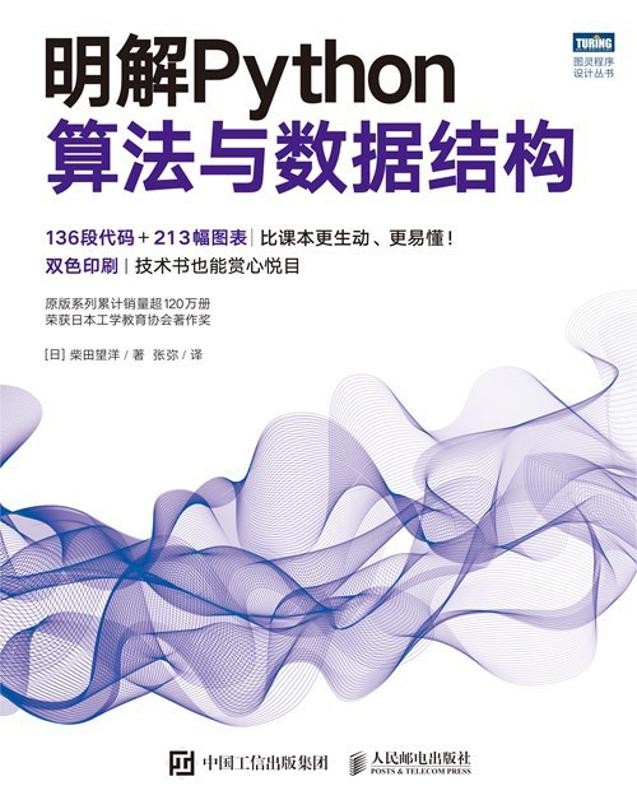 TURING
图灵程序
设计丛书
明解Python
算法与数据结构
136段代码 + 213幅图表 | 比课本更生动、更易懂!
双色印刷 | 技术书也能赏心悦目
原版系列累计销量超120万册
荣获日本工学教育协会著作奖
[日] 柴田望洋 / 著 张弥 / 译
中国工信出版集团
人民邮电出版社
POSTS & TELECOM PRESS